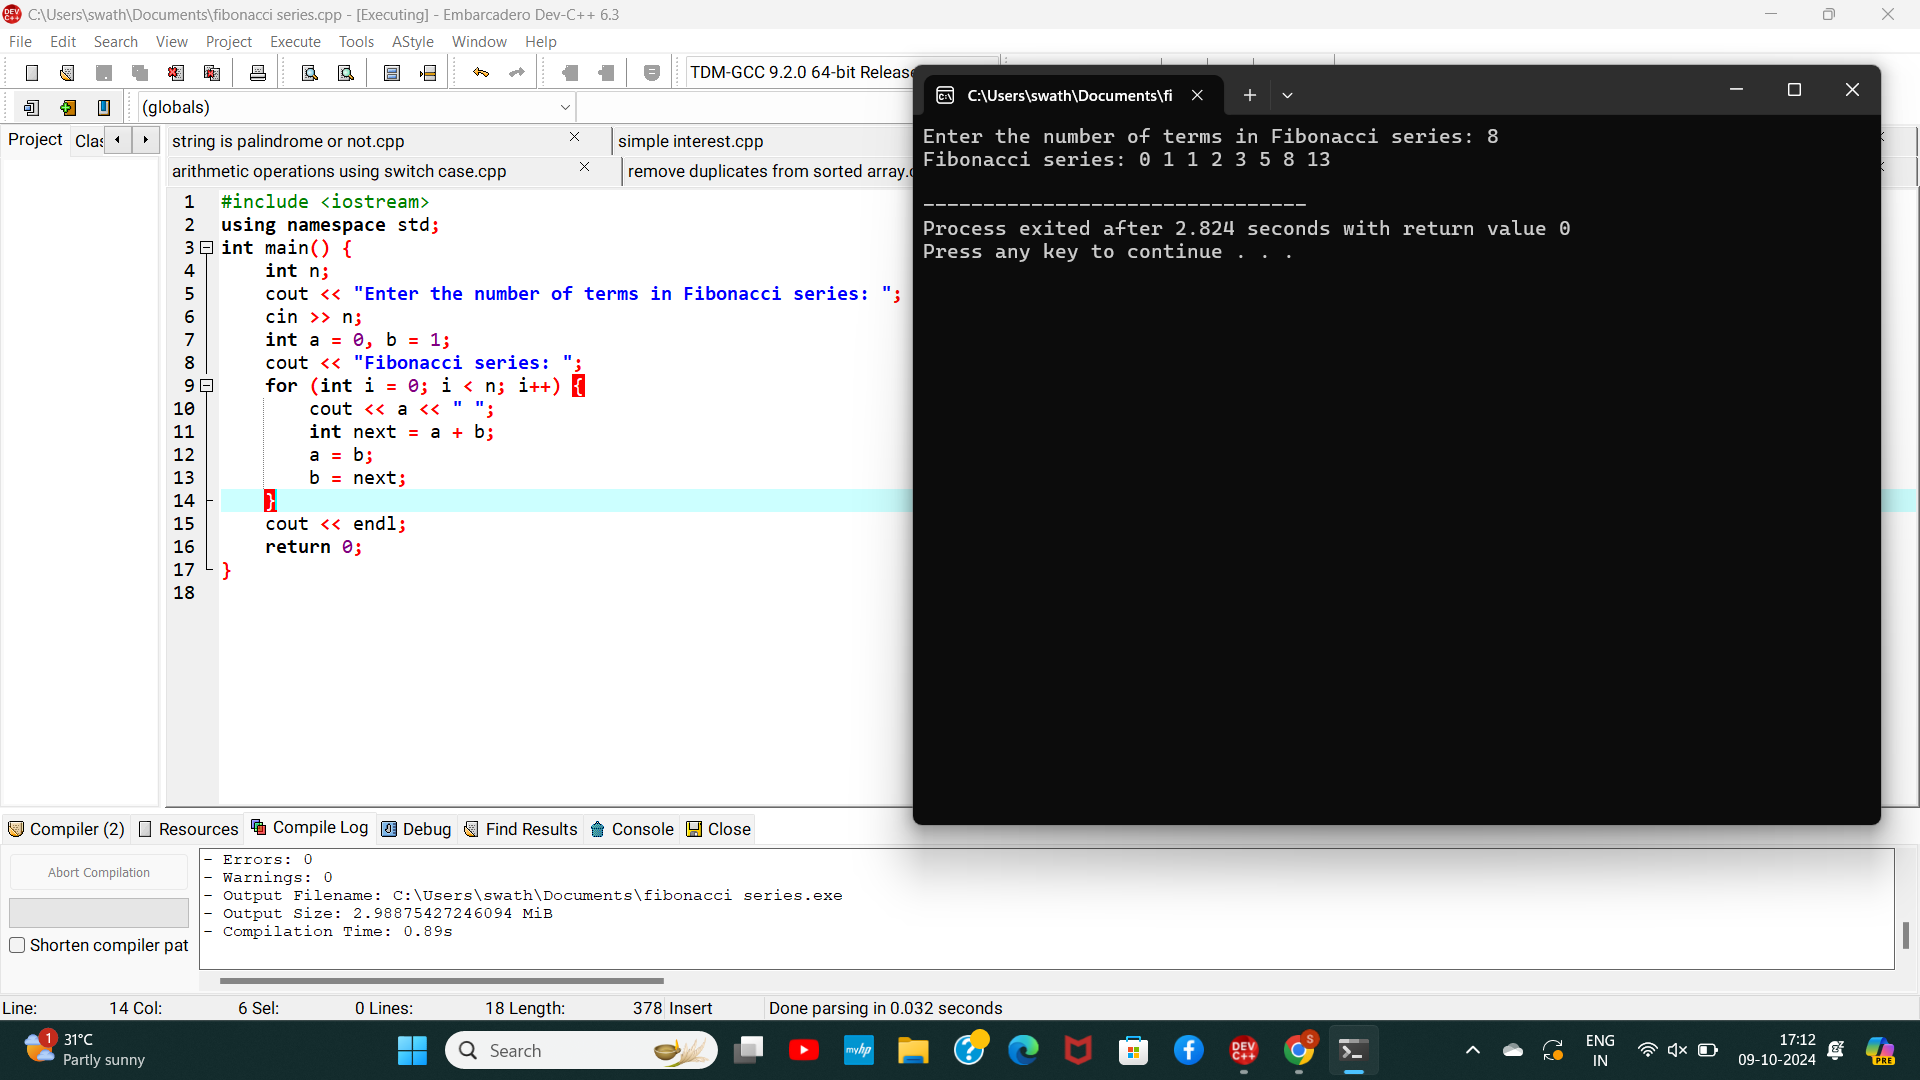 C:\Users\swath\Documents\fibonacci series.cpp - [Executing] - Embarcadero Dev-C++ 6.3
File Edit Search View Project Execute Tools AStyle Window Help
TDM-GCC 9.2.0 64-bit Release
(globals)
Project Clas
string is palindrome or not.cpp
simple interest.cpp
arithmetic operations using switch case.cpp
remove duplicates from sorted array.c
1 #include <iostream>
2 using namespace std;
3 int main() {
4 int n;
5 cout << "Enter the number of terms in Fibonacci series: ";
6 cin >> n;
7 int a = 0, b = 1;
8 cout << "Fibonacci series: ";
9 for (int i = 0; i < n; i++) {
10 cout << a << " ";
11 int next = a + b;
12 a = b;
13 b = next;
14 }
15 cout << endl;
16 return 0;
17 }
18
C:\Users\swath\Documents\fi
Enter the number of terms in Fibonacci series: 8
Fibonacci series: 0 1 1 2 3 5 8 13
--------------------------------
Process exited after 2.824 seconds with return value 0
Press any key to continue . . .
Compiler (2) Resources Compile Log Debug Find Results Console Close
Abort Compilation
Shorten compiler pat
- Errors: 0
- Warnings: 0
- Output Filename: C:\Users\swath\Documents\fibonacci series.exe
- Output Size: 2.98875427246094 MiB
- Compilation Time: 0.89s
Line: 14 Col: 6 Sel: 0 Lines: 18 Length: 378 Insert Done parsing in 0.032 seconds
1
31°C
Partly sunny
Search
myhp
DEV C++
S
ENG
IN
17:12
09-10-2024
PRE